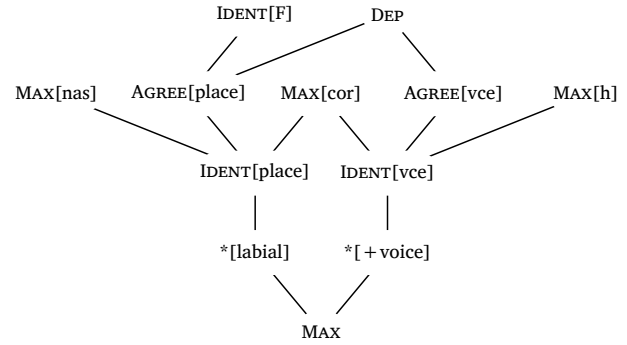 IDENT[F] DEP
MAX[nas] AGREE[place] MAX[cor] AGREE[vce] MAX[h]
IDENT[place] IDENT[vce]
*[labial] *[+voice]
MAX